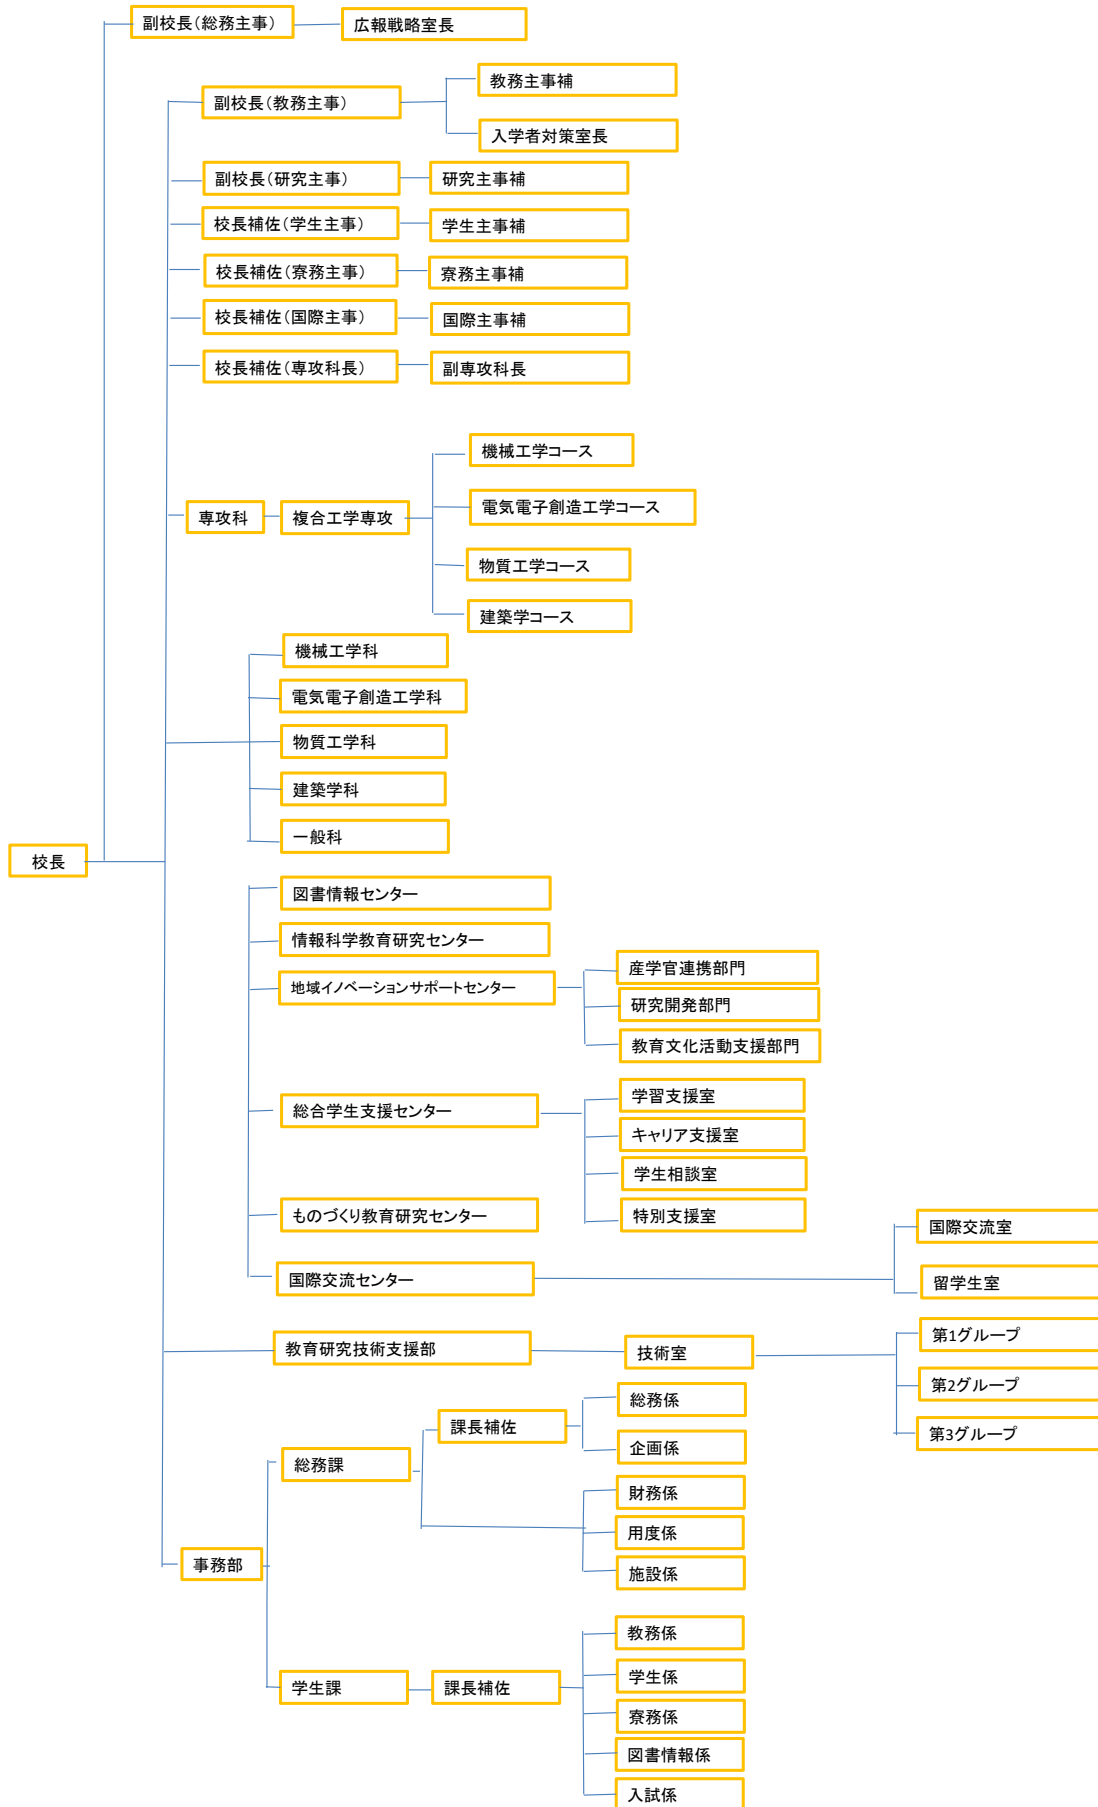 副校長(総務主事)
広報戦略室長
教務主事補
副校長(教務主事)
入学者対策室長
副校長(研究主事)
研究主事補
校長補佐(学生主事)
学生主事補
校長補佐(寮務主事)
寮務主事補
校長補佐(国際主事)
国際主事補
校長補佐(専攻科長)
副専攻科長
機械工学コース
電気電子創造工学コース
専攻科
複合工学専攻
物質工学コース
建築学コース
機械工学科
電気電子創造工学科
物質工学科
建築学科
一般科
校長
図書情報センター
情報科学教育研究センター
産学官連携部門
地域イノベーションサポートセンター
研究開発部門
教育文化活動支援部門
学習支援室
総合学生支援センター
キャリア支援室
学生相談室
ものづくり教育研究センター
特別支援室
国際交流室
国際交流センター
留学生室
第1グループ
教育研究技術支援部
技術室
第2グループ
第3グループ
総務係
課長補佐
企画係
総務課
財務係
用度係
事務部
施設係
教務係
学生係
学生課
課長補佐
寮務係
図書情報係
入試係